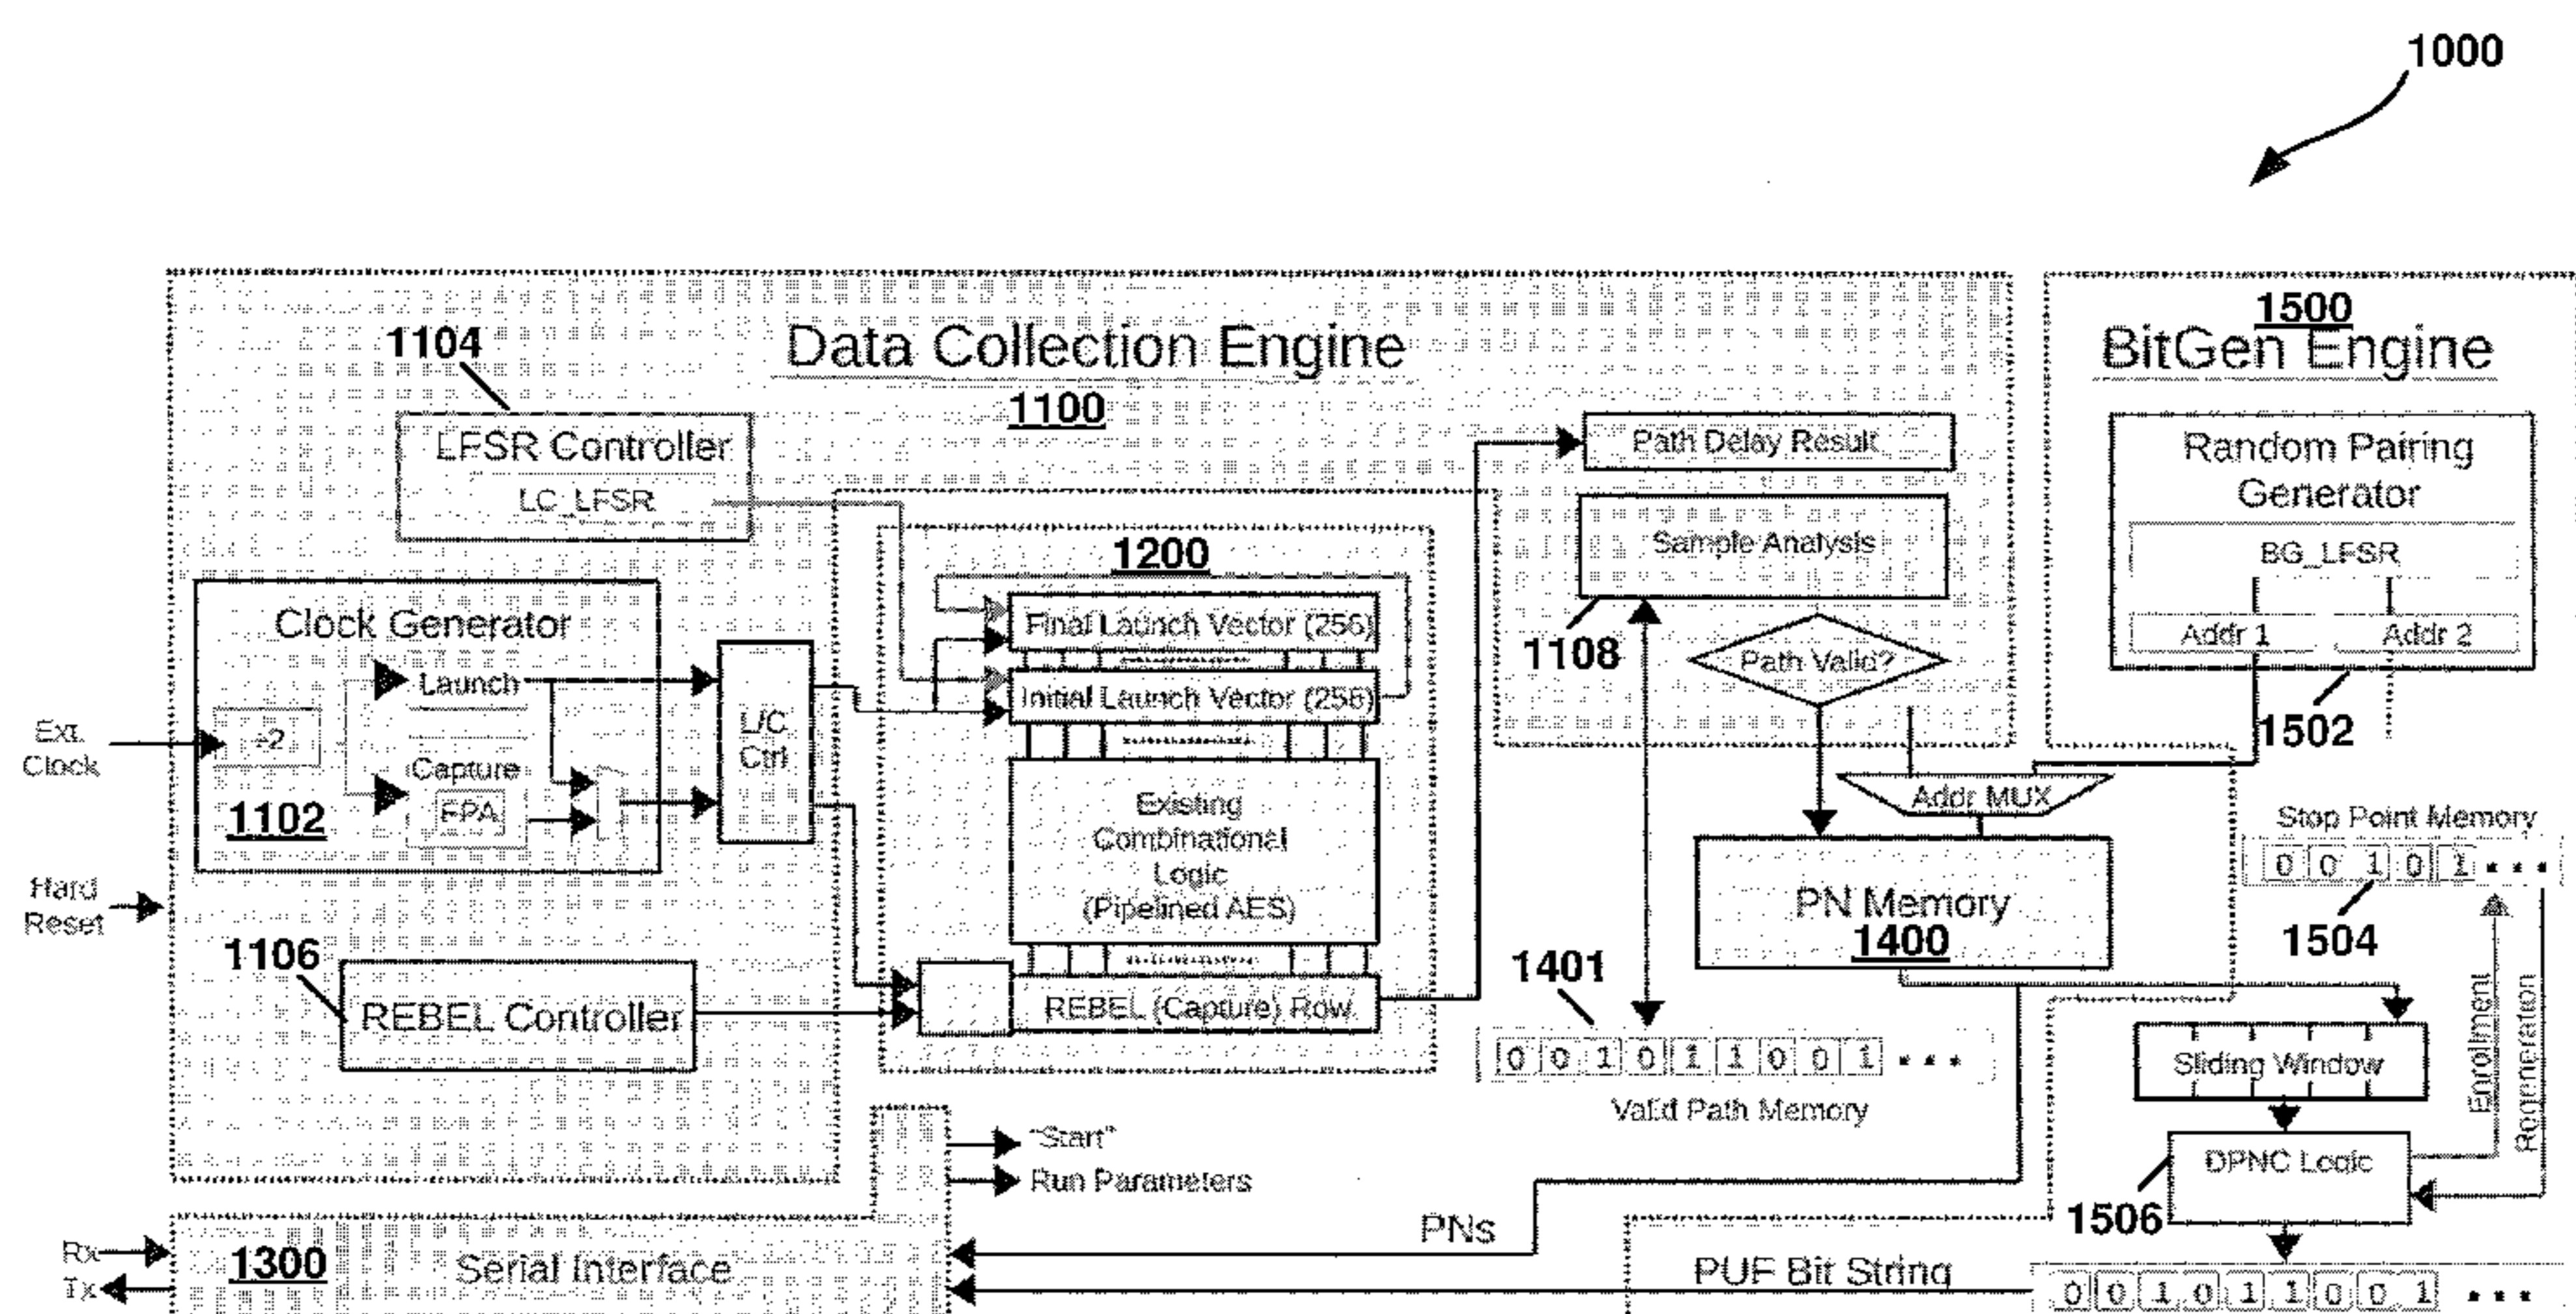 1000
1500
1104
Data Collection Engine
BitGen Engine
1100
LFSR Controller
LC_LFSR
Path Delay Result
Random Pairing
Generator
BG_LFSR
Addr 1
Addr 2
1502
Sample Analysis
1108
Path Valid?
Addr MUX
1200
Final Launch Vector (256)
Initial Launch Vector (256)
Existing
Combinational
Logic
(Pipelined AES)
REBEL (Capture) Row
Clock Generator
Launch
÷2
Capture
FPA
1102
L/C
Ctrl
Ext.
Clock
Hard
Reset
1106
REBEL Controller
PN Memory
1400
Stop Point Memory
0 0 1 0 1 ...
1504
1401
0 0 1 0 1 1 0 0 1 ...
Valid Path Memory
Sliding Window
Enrollment
Regeneration
DPNC Logic
1506
"Start"
Run Parameters
PNs
Rx
Tx
1300
Serial Interface
PUF Bit String
0 0 1 0 1 1 0 0 1 ...